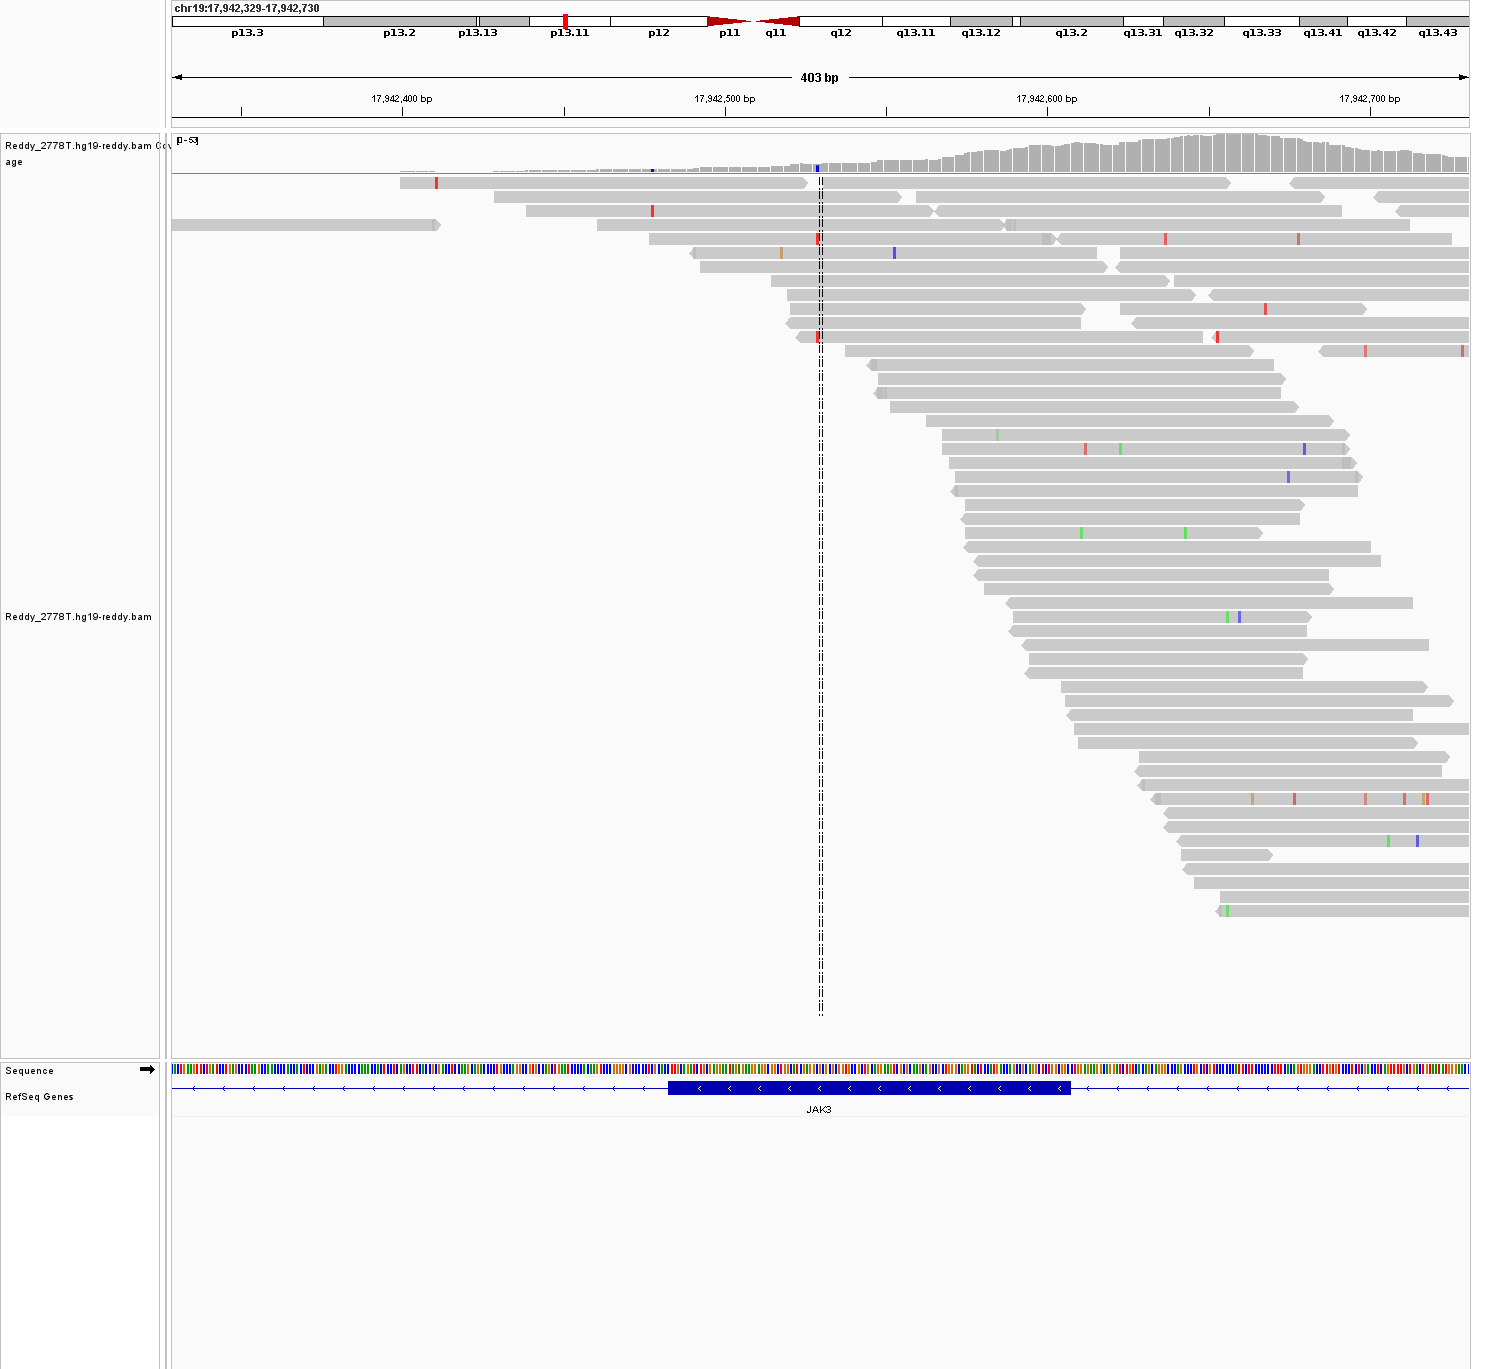 chr19:17,942,329-17,942,730
p13.3 p13.2 p13.13 p13.11 p12 p11 q11 q12 q13.11 q13.12 q13.2 q13.31 q13.32 q13.33 q13.41 q13.42 q13.43
403 bp
17,942,400 bp 17,942,500 bp 17,942,600 bp 17,942,700 bp
[0-53]
Reddy_2778T.hg19-reddy.bam Cov
age
Reddy_2778T.hg19-reddy.bam
Sequence
RefSeq Genes
JAK3